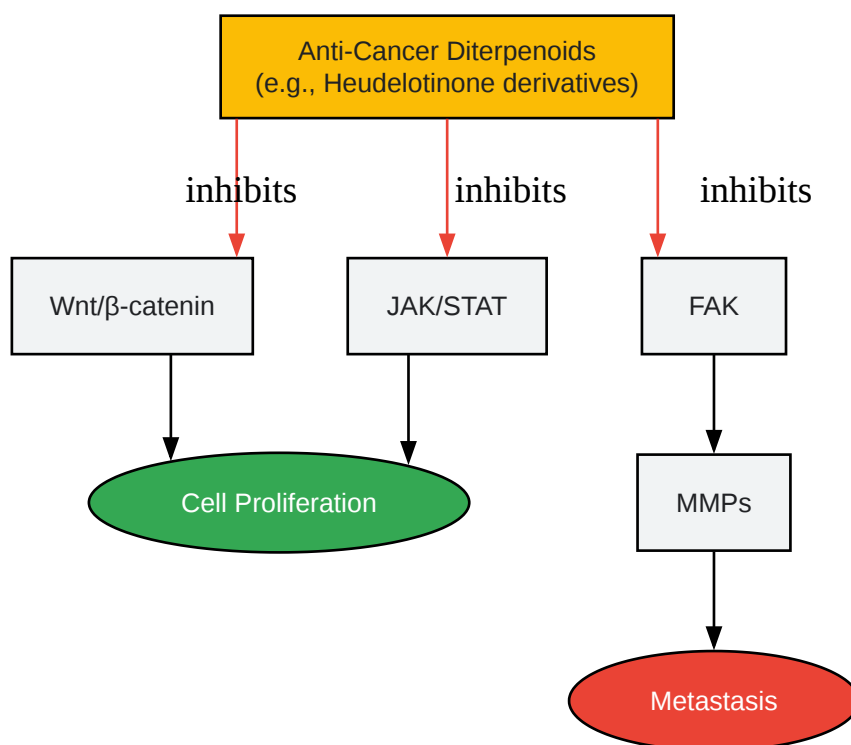 Anti-Cancer Diterpenoids
(e.g., Heudelotinone derivatives)
inhibits
inhibits
inhibits
Wnt/β-catenin
JAK/STAT
FAK
Cell Proliferation
MMPs
Metastasis